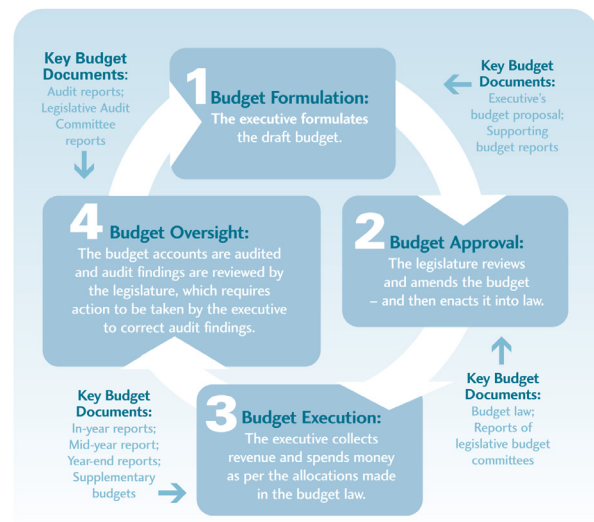 1
Budget Formulation:
The executive formulates
the draft budget.
Key Budget
Documents:
Executive's
budget proposal;
Supporting
budget reports
2
Budget Approval:
The legislature reviews
and amends the budget
– and then enacts it into law.
Key Budget
Documents:
Budget law;
Reports of
legislative budget
committees
3
Budget Execution:
The executive collects
revenue and spends money
as per the allocations made
in the budget law.
Key Budget
Documents:
In-year reports;
Mid-year report;
Year-end reports;
Supplementary
budgets
4
Budget Oversight:
The budget accounts are audited
and audit findings are reviewed by
the legislature, which requires
action to be taken by the executive
to correct audit findings.
Key Budget
Documents:
Audit reports;
Legislative Audit
Committee
reports